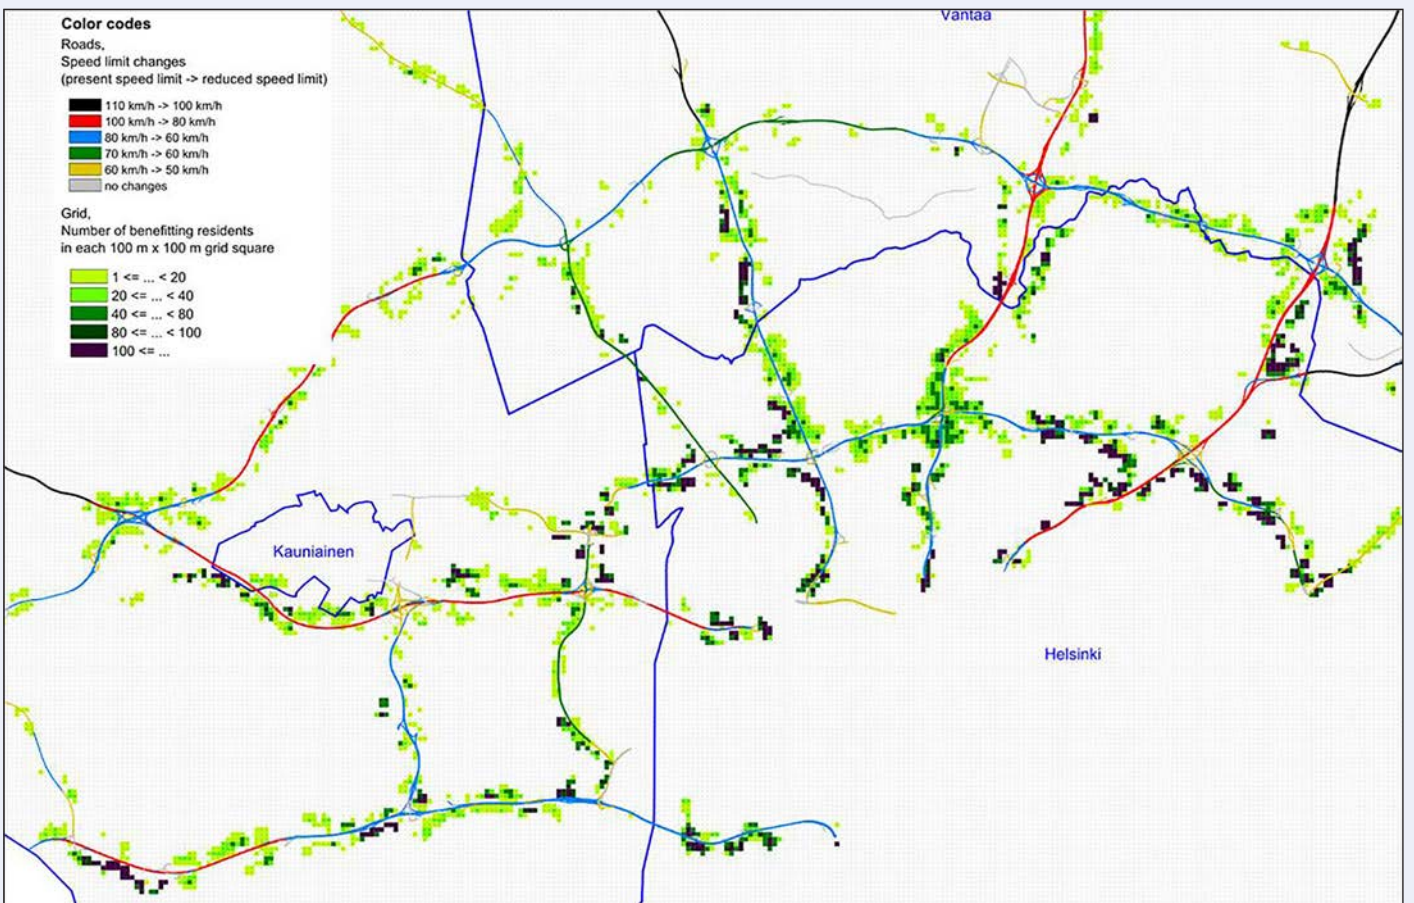 Color codes
Roads,
Speed limit changes
(present speed limit -> reduced speed limit)
110 km/h -> 100 km/h
100 km/h -> 80 km/h
80 km/h -> 60 km/h
70 km/h -> 60 km/h
60 km/h -> 50 km/h
no changes
Grid,
Number of benefitting residents
in each 100 m x 100 m grid square
1 <= ... < 20
20 <= ... < 40
40 <= ... < 80
80 <= ... < 100
100 <= ...
Vantaa
Kauniainen
Helsinki